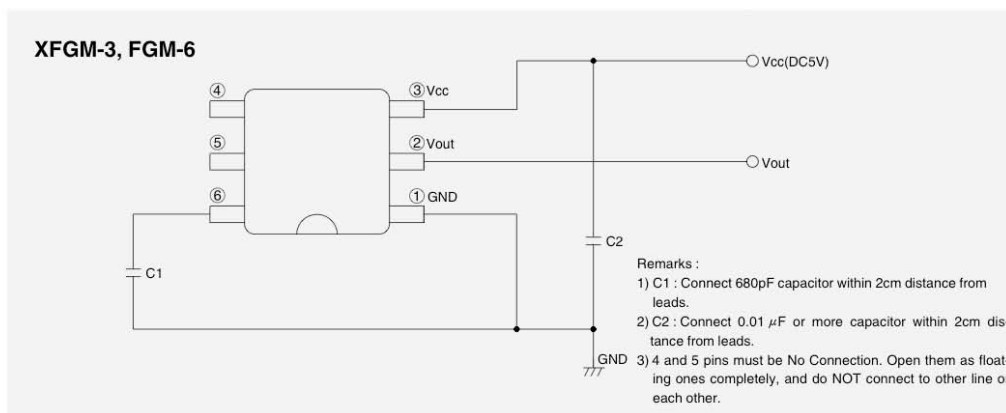 XFGM-3, FGM-6
④
③Vcc
Vcc(DC5V)
⑤
②Vout
Vout
⑥
①GND
C1
C2
Remarks :
1) C1 : Connect 680pF capacitor within 2cm distance from
leads.
2) C2 : Connect 0.01 μF or more capacitor within 2cm dis
tance from leads.
GND
3) 4 and 5 pins must be No Connection. Open them as float
ing ones completely, and do NOT connect to other line o
each other.